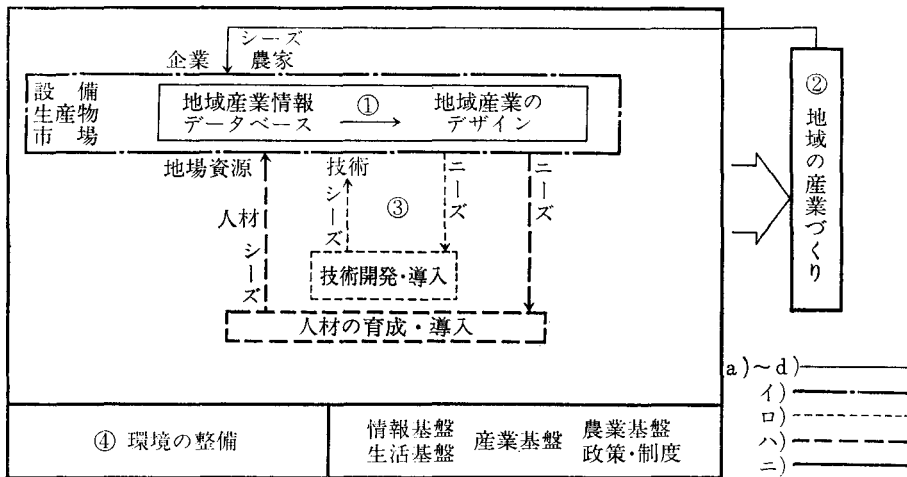 シーズ
企業 農家
設備
生産物
市場
地域産業情報
データベース
①
地域産業の
デザイン
地場資源
人材
シーズ
技術
シーズ
③
ニーズ
ニーズ
技術開発・導入
人材の育成・導入
② 地域の産業づくり
④ 環境の整備
情報基盤
生活基盤
産業基盤
農業基盤
政策・制度
a)~d)
イ)
ロ)
ハ)
ニ)